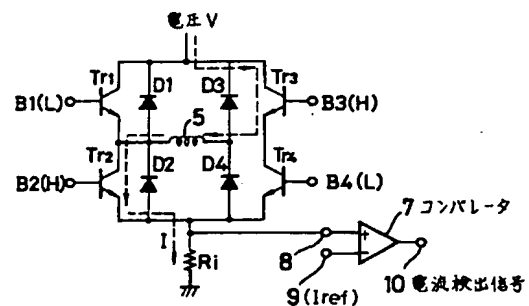 電圧V
Tr1
D1
D3
Tr3
B1(L)
5
B3(H)
Tr2
D2
D4
Tr4
B2(H)
B4(L)
7 コンパレータ
I
Ri
8
9(Iref)
10 電流検出信号